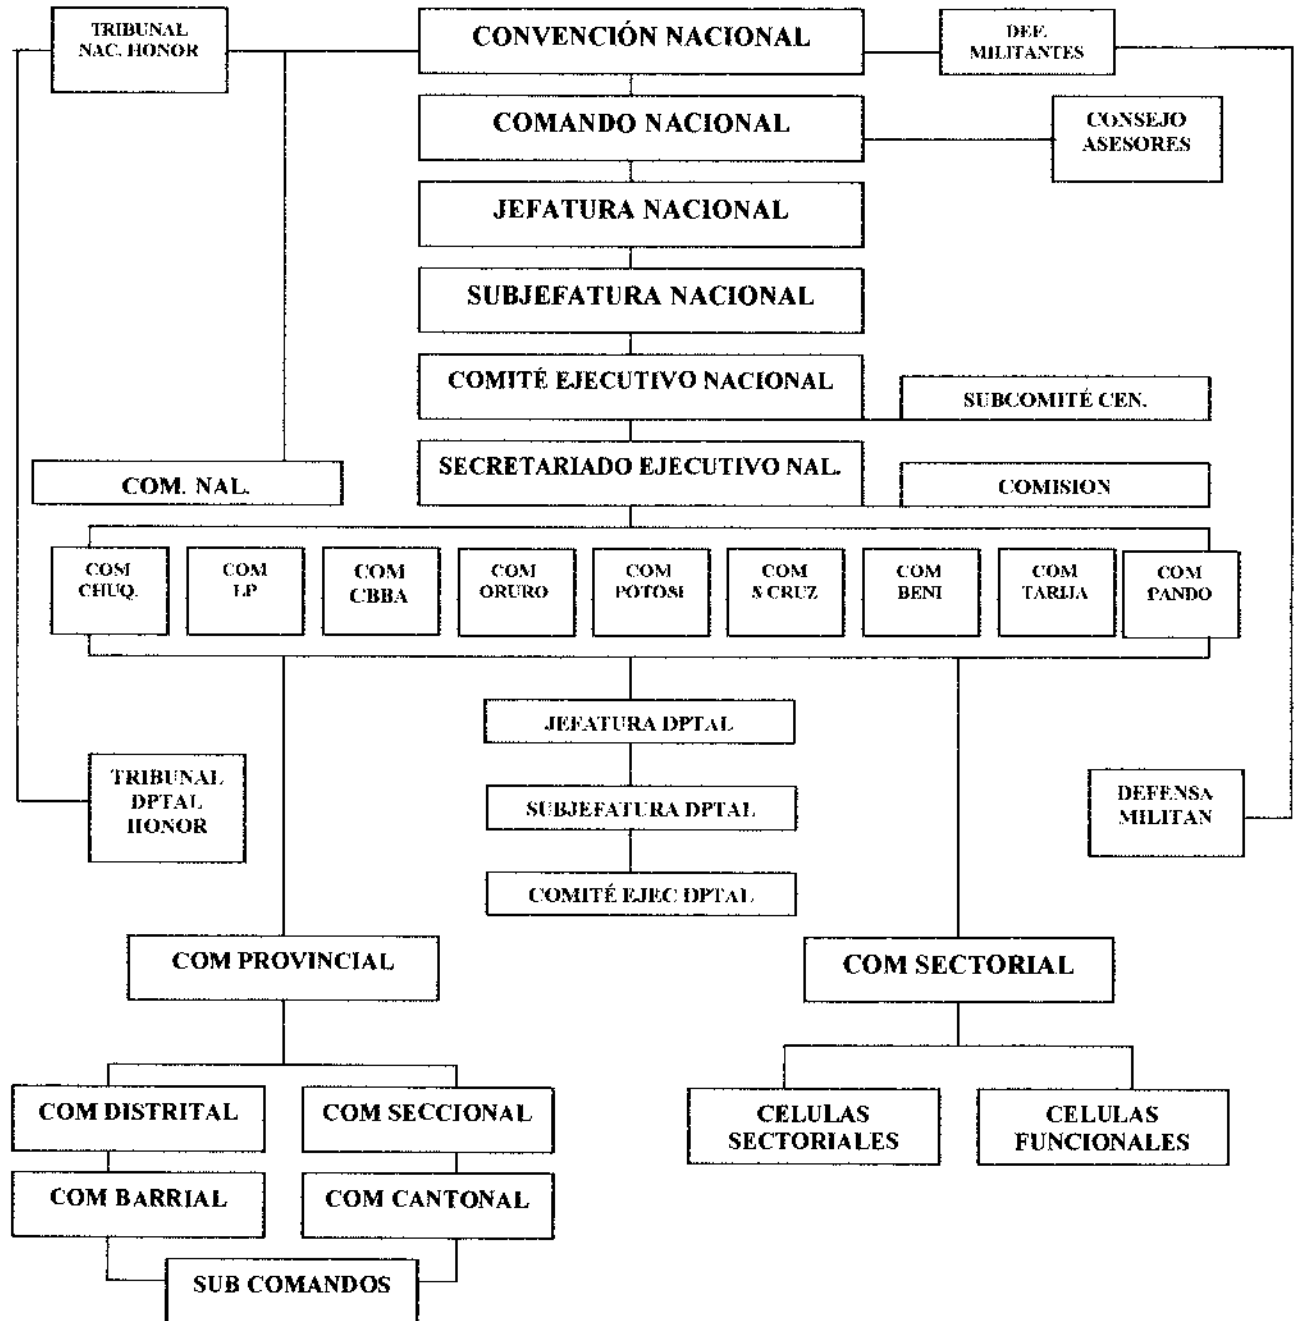 TRIBUNAL
NAC. HONOR
CONVENCIÓN NACIONAL
DEF.
MILITANTES
COMANDO NACIONAL
CONSEJO
ASESORES
JEFATURA NACIONAL
SUBJEFATURA NACIONAL
COMITÉ EJECUTIVO NACIONAL
SUBCOMITÉ CEN.
SECRETARIADO EJECUTIVO NAL.
COM. NAL.
COMISION
COM
CHUQ.
COM
LP
COM
CBBA
COM
ORURO
COM
POTOSI
COM
S CRUZ
COM
BENI
COM
TARIJA
COM
PANDO
JEFATURA DPTAL
TRIBUNAL
DPTAL
HONOR
SUBJEFATURA DPTAL
DEFENSA
MILITAN
COMITÉ EJEC DPTAL
COM PROVINCIAL
COM SECTORIAL
COM DISTRITAL
COM SECCIONAL
CELULAS
SECTORIALES
CELULAS
FUNCIONALES
COM BARRIAL
COM CANTONAL
SUB COMANDOS